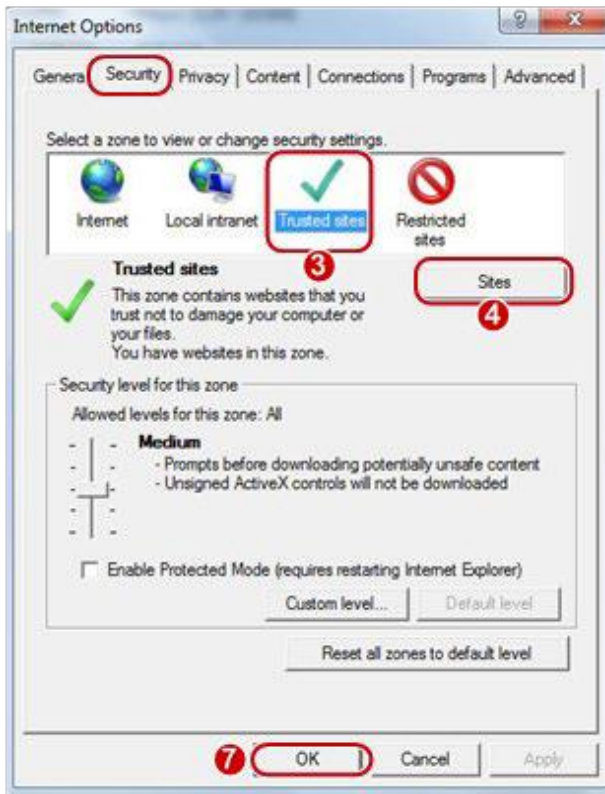 Internet Options
General Security Privacy Content Connections Programs Advanced
Select a zone to view or change security settings.
Internet Local intranet Trusted sites Restricted
sites
3
Trusted sites
Sites
4
This zone contains websites that you
trust not to damage your computer or
your files.
You have websites in this zone.
Security level for this zone
Allowed levels for this zone: All
Medium
- Prompts before downloading potentially unsafe content
- Unsigned ActiveX controls will not be downloaded
Enable Protected Mode (requires restarting Internet Explorer)
Custom level... Default level
Reset all zones to default level
7 OK Cancel Apply